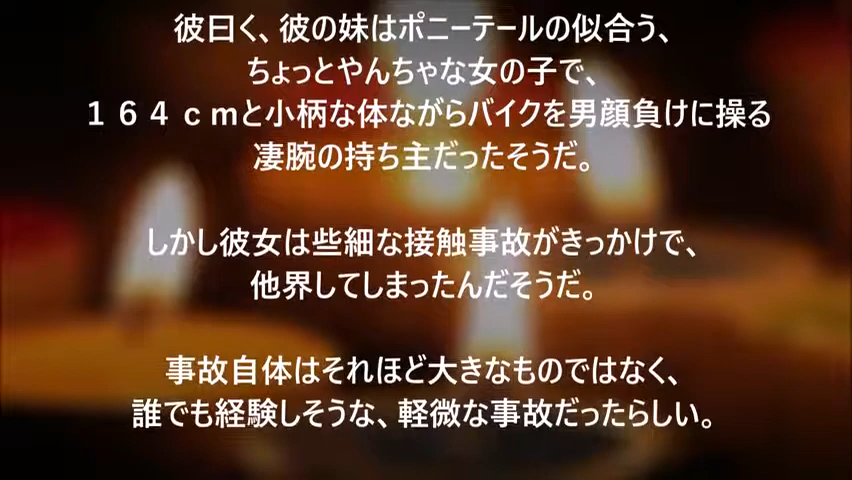 彼曰く、彼の妹はポニーテールの似合う、
ちょっとやんちゃな女の子で、
１６４ｃｍと小柄な体ながらバイクを男顔負けに操る
凄腕の持ち主だったそうだ。
しかし彼女は些細な接触事故がきっかけで、
他界してしまったんだそうだ。
事故自体はそれほど大きなものではなく、
誰でも経験しそうな、軽微な事故だったらしい。